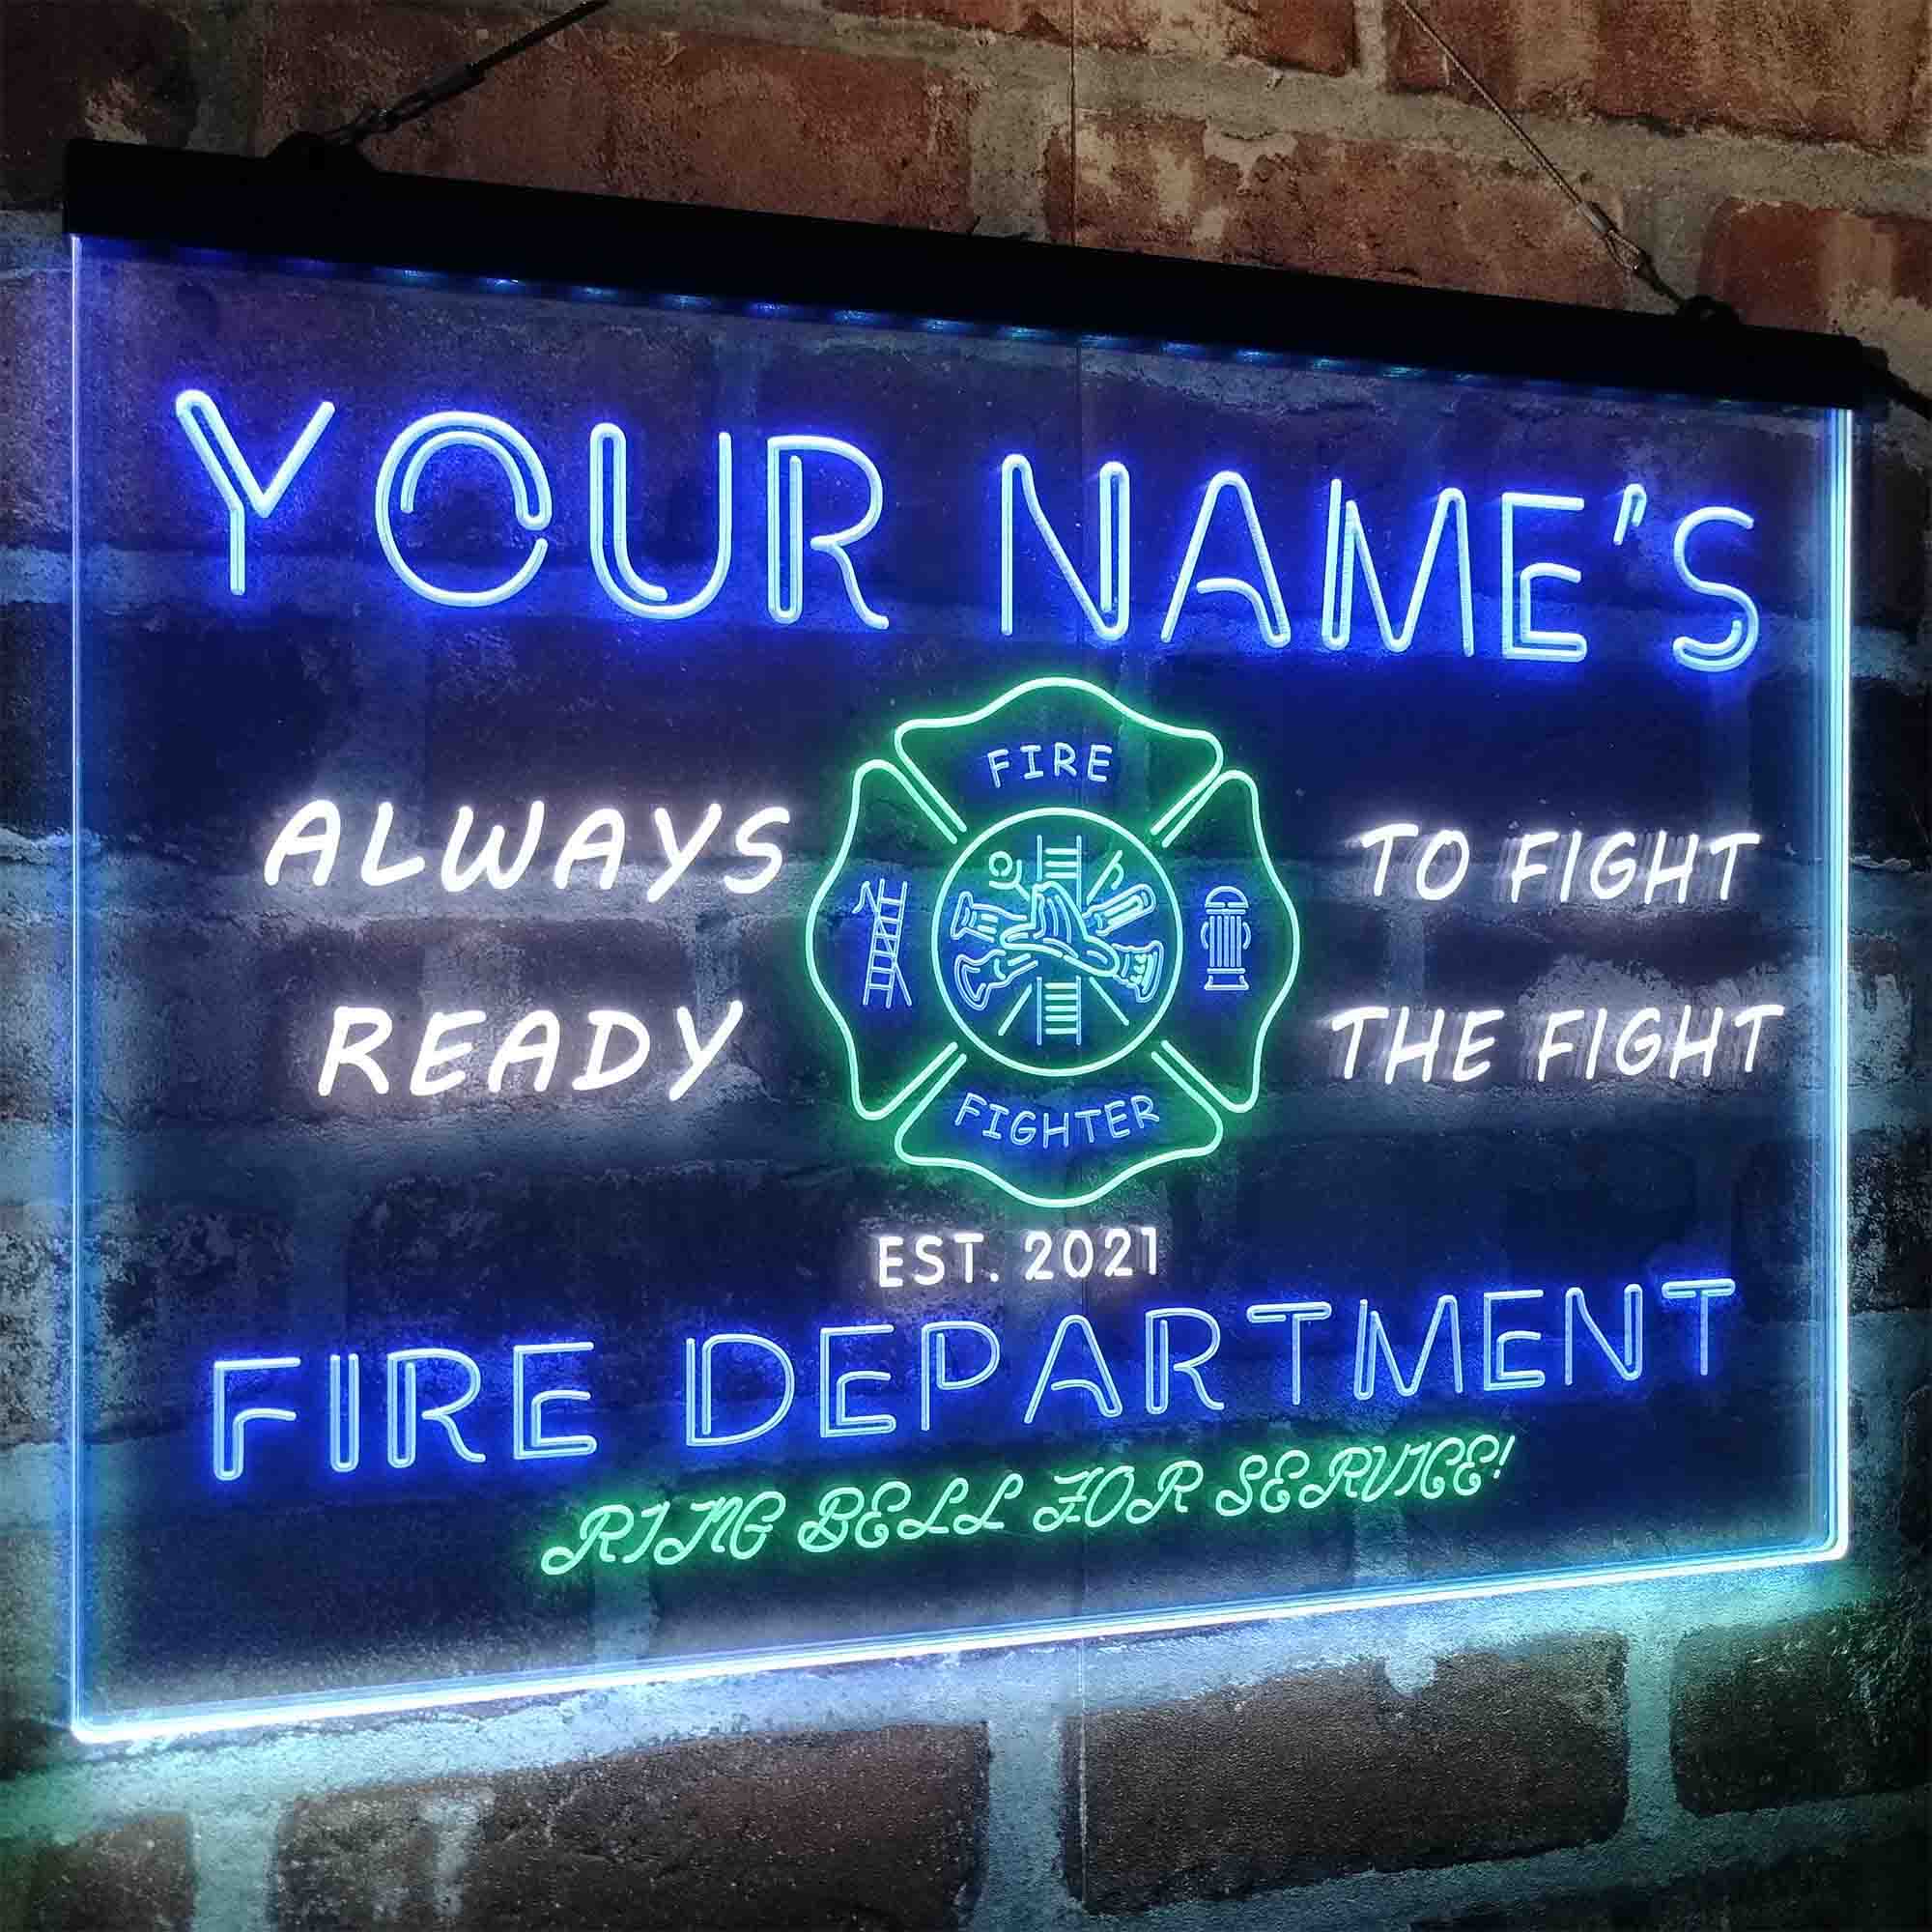 YOUR NAME'S
FIRE
ALWAYS
TO FIGHT
READY
THE FIGHT
FIGHTER
EST. 2021
FIRE DEPARTMENT
RING BELL FOR SERVICE!